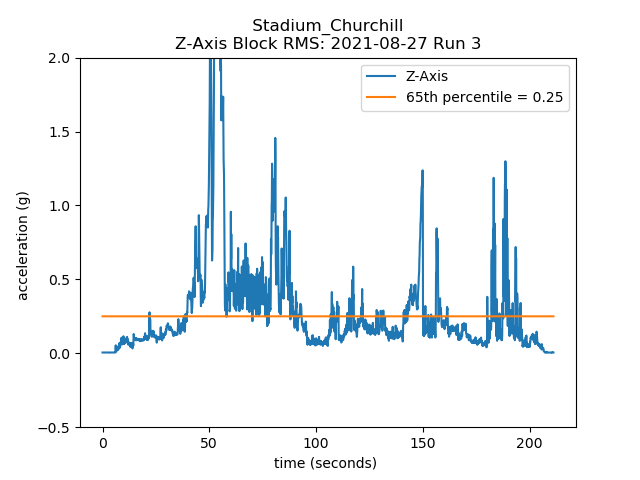 Stadium_Churchill
Z-Axis Block RMS: 2021-08-27 Run 3
Z-Axis
65th percentile = 0.25
acceleration (g)
2.0
1.5
1.0
0.5
0.0
−0.5
0 50 100 150 200
time (seconds)